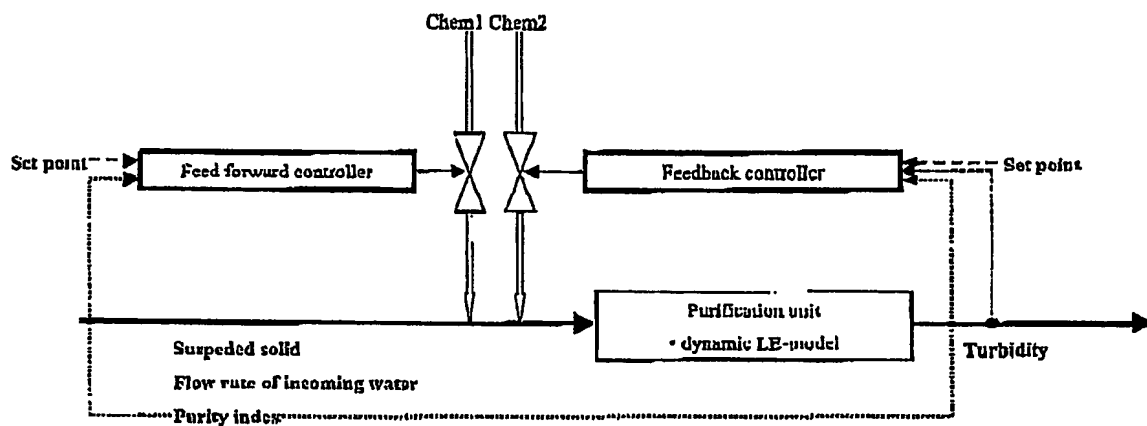 Chem1 Chem2
Set point
Feed forward controller
Feedback controller
Set point
Purification unit
• dynamic LE-model
Turbidity
Suspeded solid
Flow rate of incoming water
Purity index